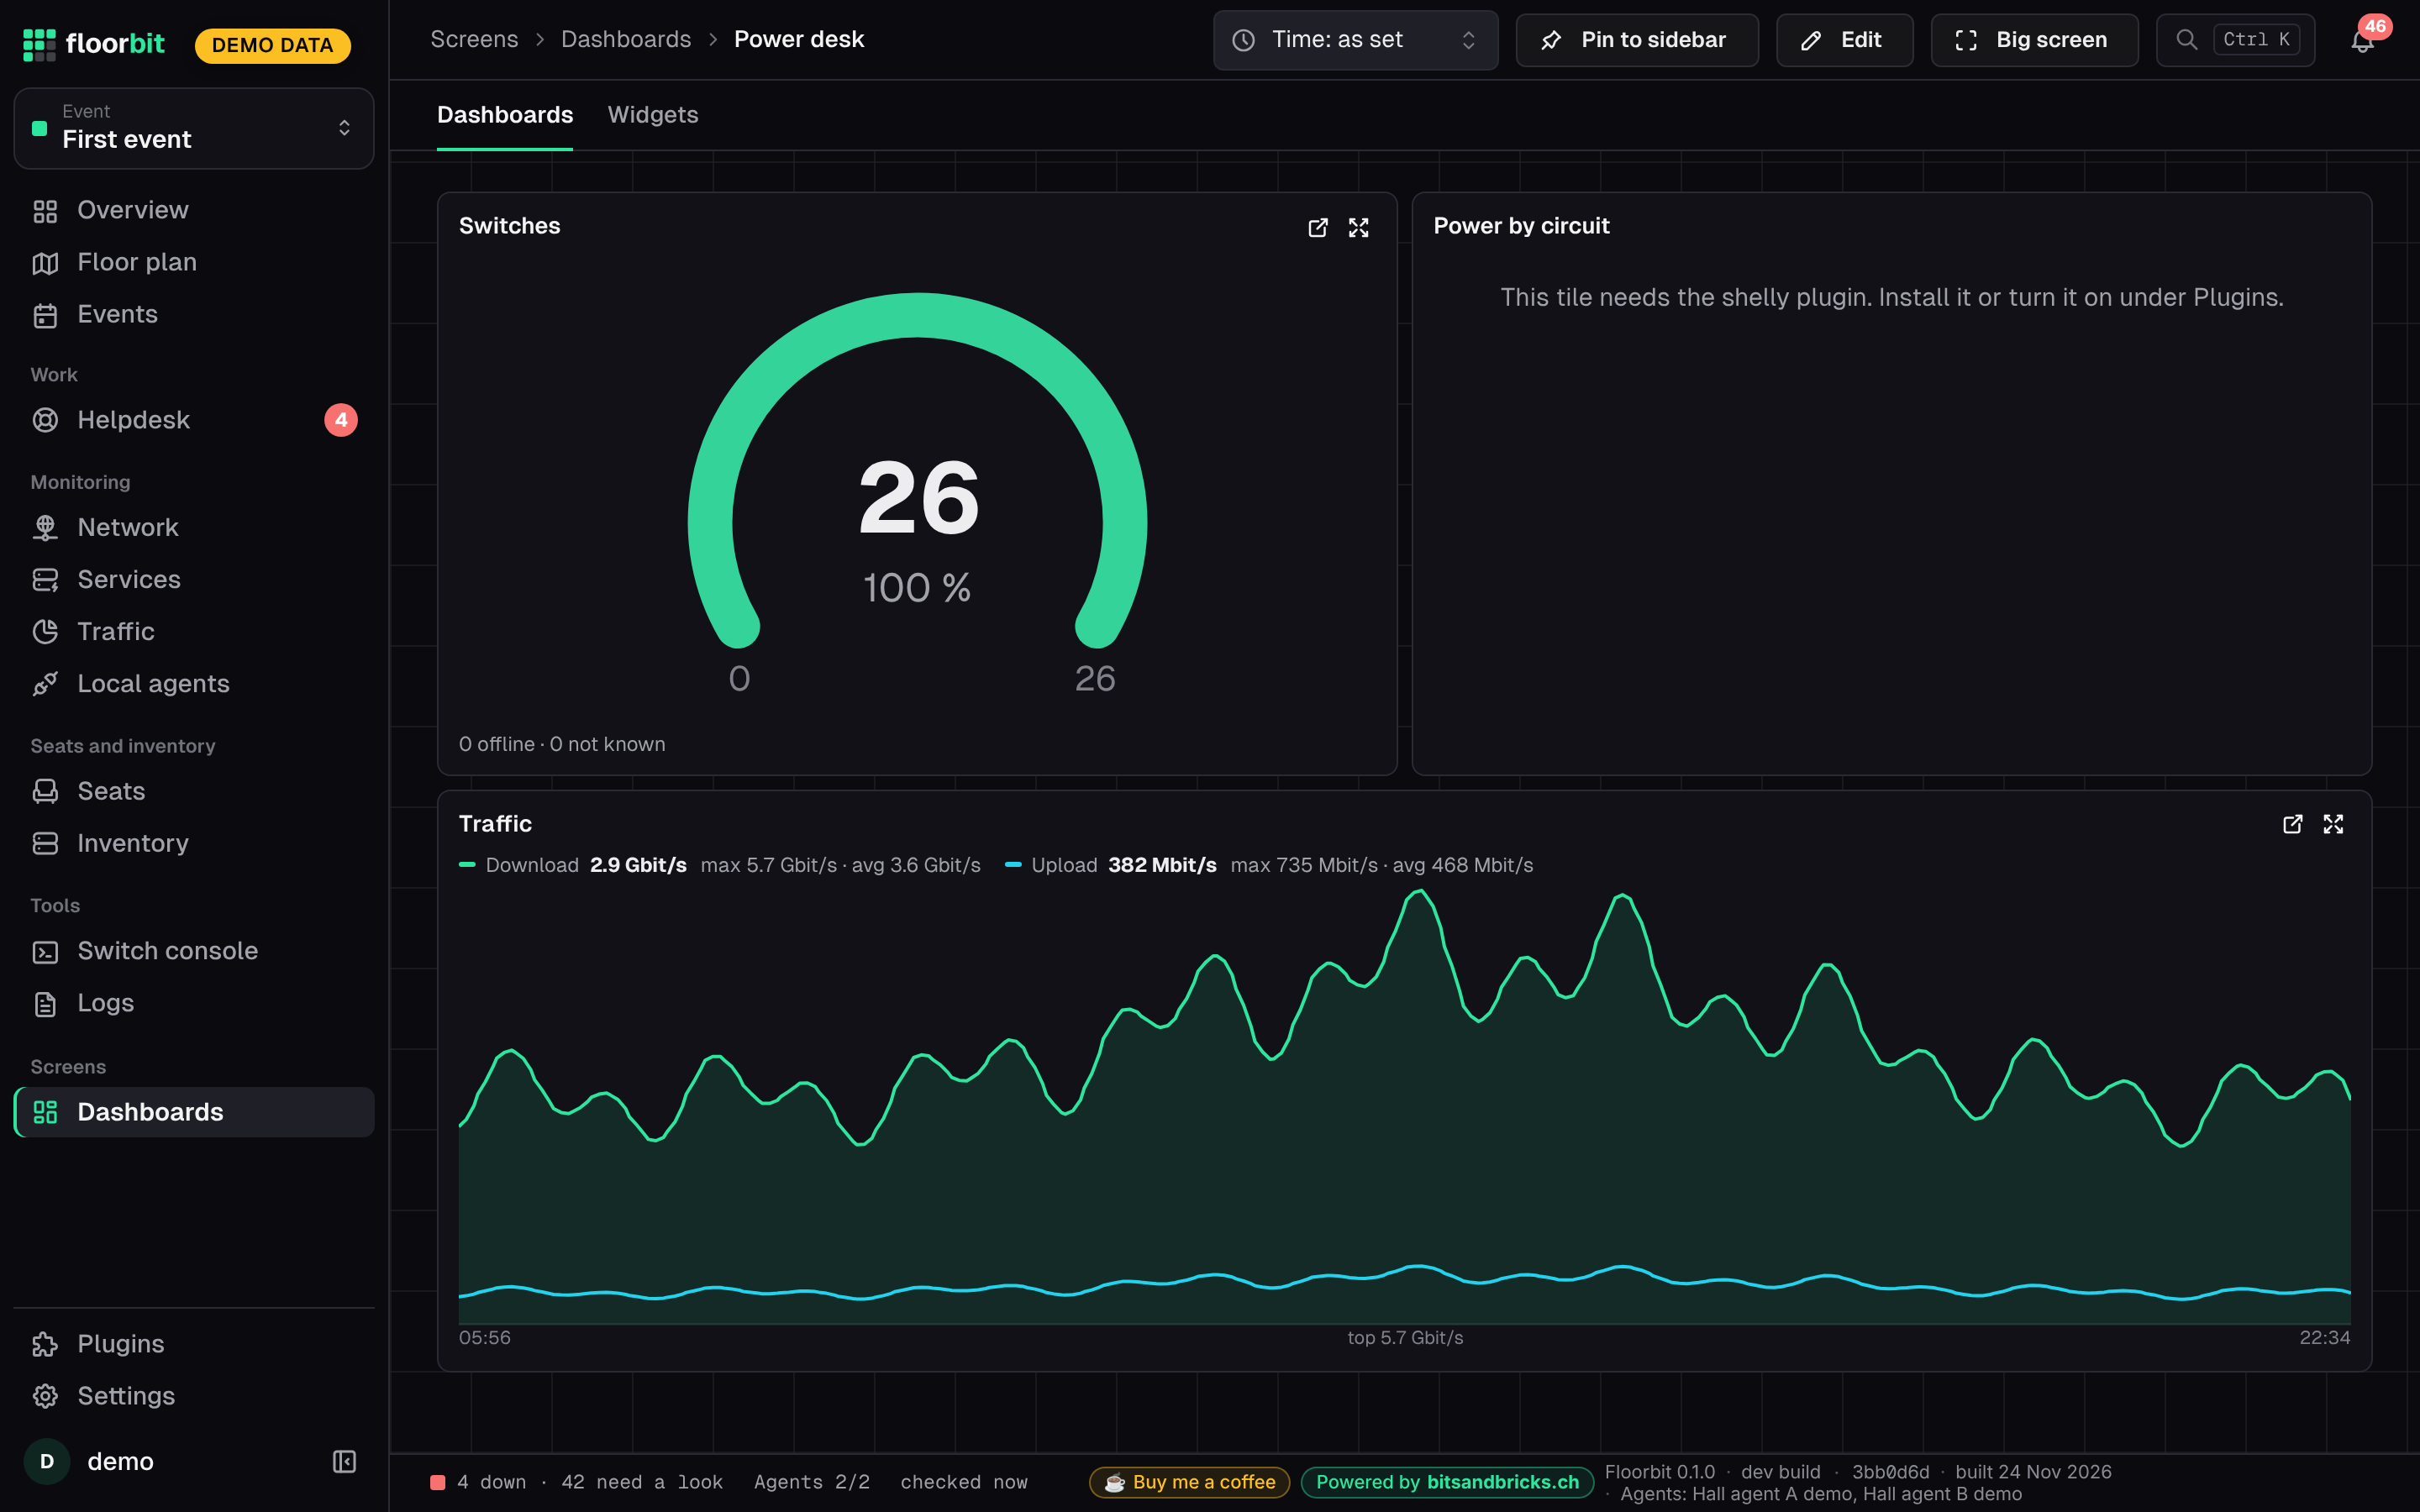 floorbit
DEMO DATA
Event
First event
Overview
Floor plan
Events
Work
Helpdesk
4
Monitoring
Network
Services
Traffic
Local agents
Seats and inventory
Seats
Inventory
Tools
Switch console
Logs
Screens
Dashboards
Plugins
Settings
D
demo
Screens
Dashboards
Power desk
Time: as set
Pin to sidebar
Edit
Big screen
Ctrl K
46
Dashboards
Widgets
Switches
26
100 %
0
26
0 offline · 0 not known
Power by circuit
This tile needs the shelly plugin. Install it or turn it on under Plugins.
Traffic
Download 2.9 Gbit/s max 5.7 Gbit/s · avg 3.6 Gbit/s Upload 382 Mbit/s max 735 Mbit/s · avg 468 Mbit/s
05:56
top 5.7 Gbit/s
22:34
4 down · 42 need a look Agents 2/2 checked now
Buy me a coffee
Powered by bitsandbricks.ch
Floorbit 0.1.0 · dev build · 3bb0d6d · built 24 Nov 2026
· Agents: Hall agent A demo, Hall agent B demo